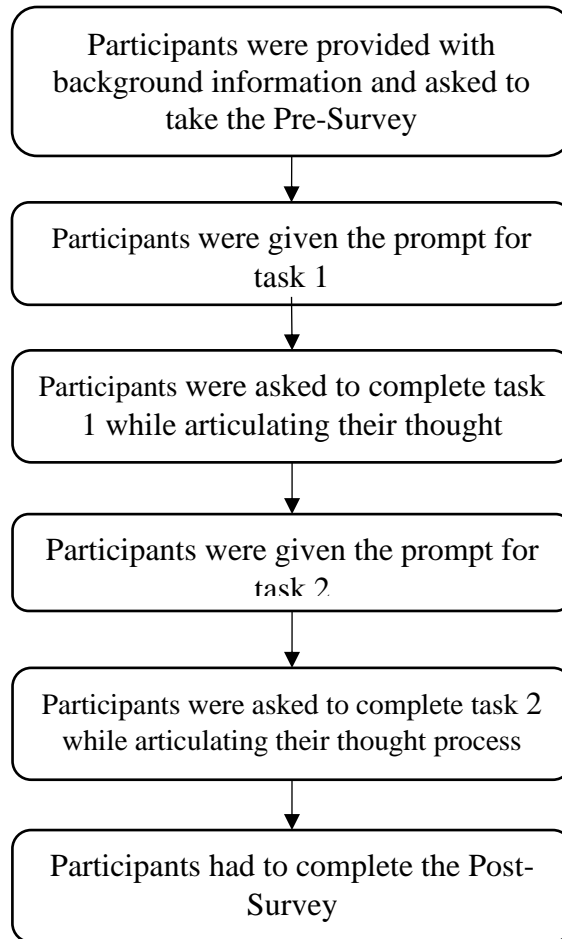 Participants were provided with
background information and asked to
take the Pre-Survey
Participants were given the prompt for
task 1
Participants were asked to complete task
1 while articulating their thought
Participants were given the prompt for
task 2
Participants were asked to complete task 2
while articulating their thought process
Participants had to complete the Post-
Survey